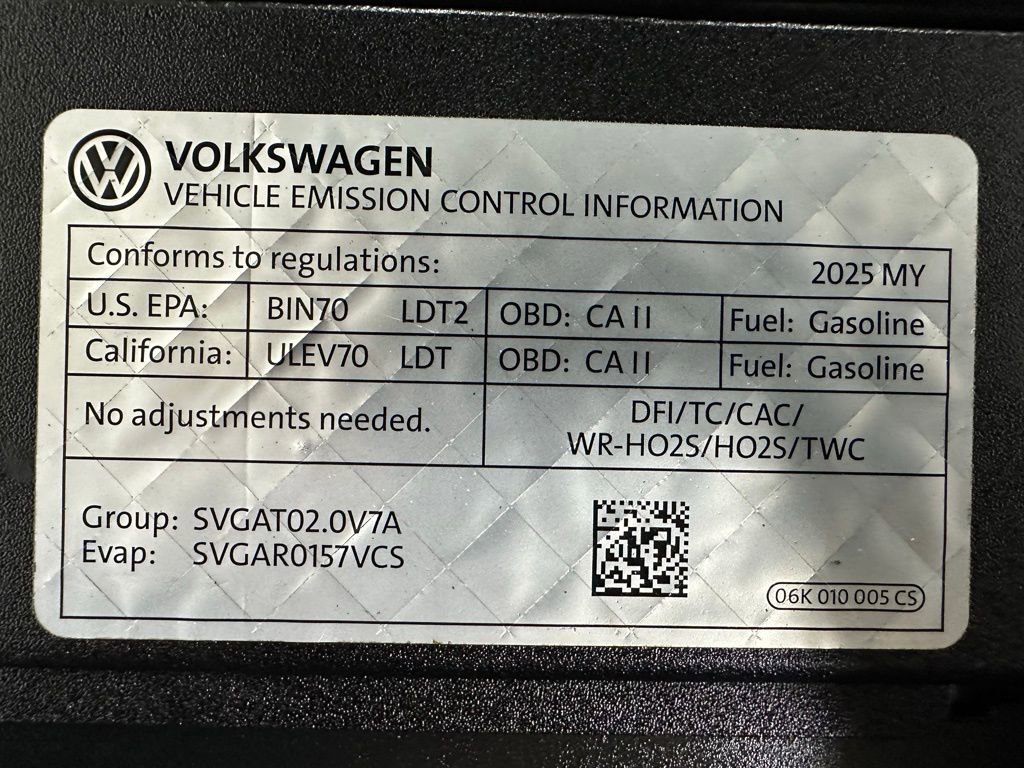 VOLKSWAGEN
VEHICLE EMISSION CONTROL INFORMATION
Conforms to regulations: 2025 MY
U.S. EPA: BIN70 LDT2 OBD: CA II Fuel: Gasoline
California: ULEV70 LDT OBD: CA II Fuel: Gasoline
No adjustments needed.
DFI/TC/CAC/
WR-HO2S/HO2S/TWC
Group: SVGAT02.0V7A
Evap: SVGAR0157VCS
06K 010 005 CS